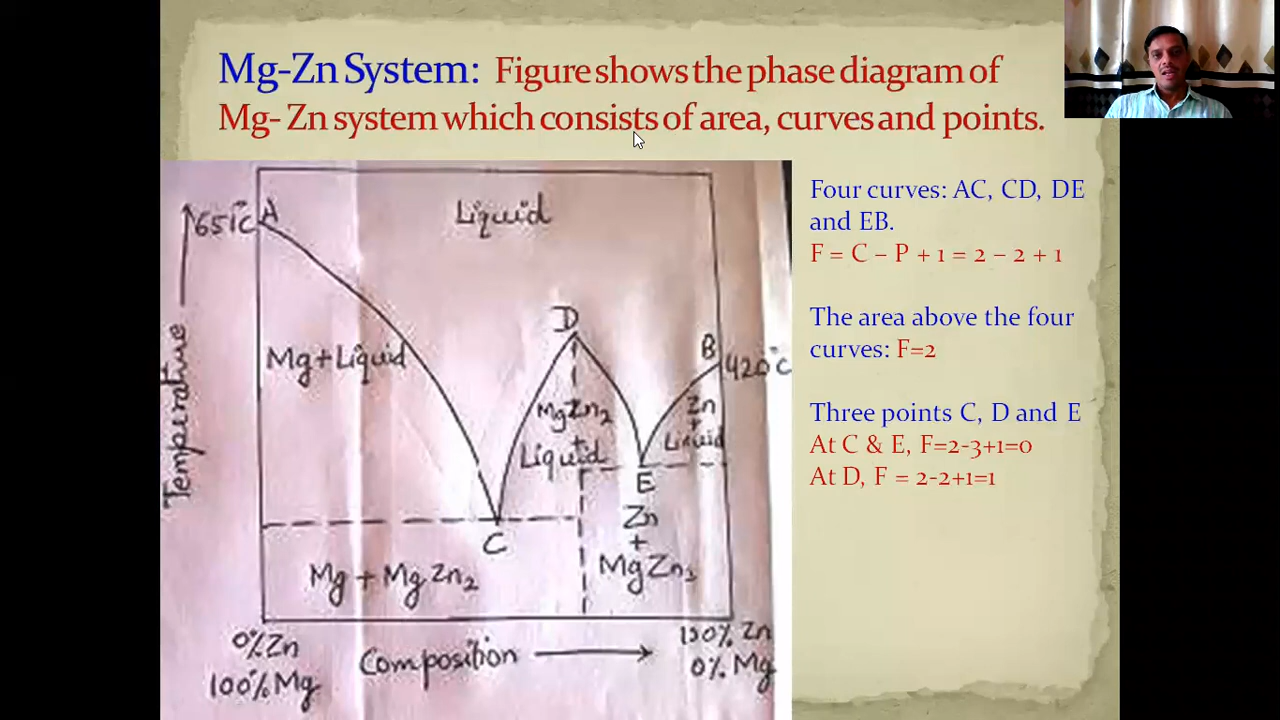 Mg-Zn System: Figure shows the phase diagram of
Mg- Zn system which consists of area, curves and points.
651°C A
Liquid
D
B
420°C
Mg+Liquid
MgZn2
+
Liquid
Zn
+
Liquid
E
C
Zn
+
MgZn2
Mg + MgZn2
Temperature
0% Zn
100% Mg
Composition
100% Zn
0% Mg
Four curves: AC, CD, DE
and EB.
F = C – P + 1 = 2 – 2 + 1
The area above the four
curves: F=2
Three points C, D and E
At C & E, F=2-3+1=0
At D, F = 2-2+1=1